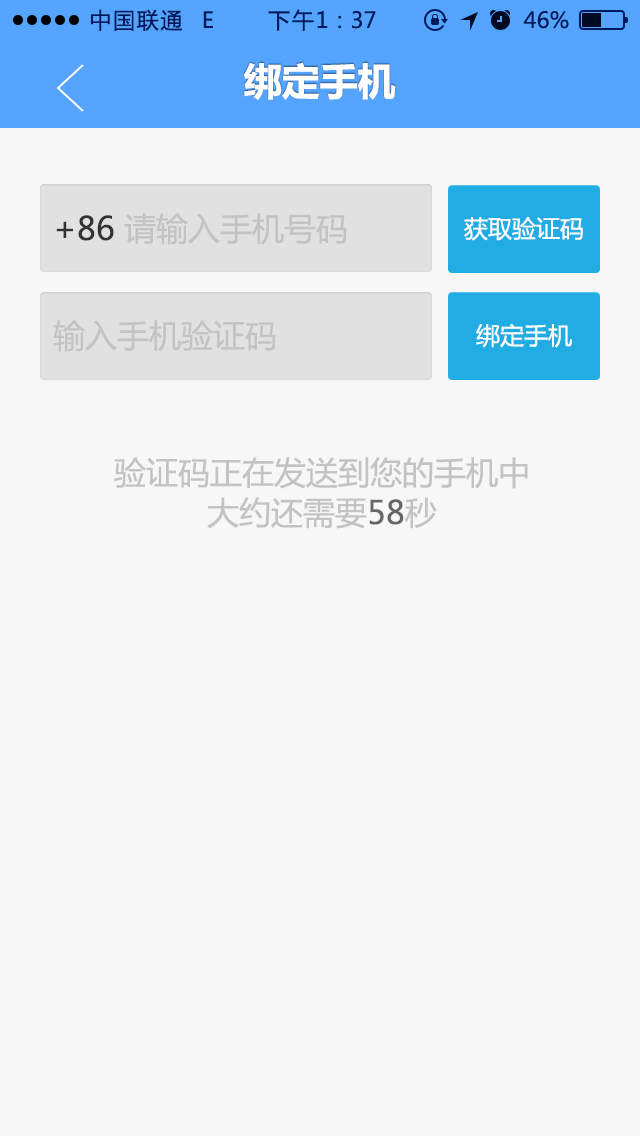 中国联通 E 下午1：37 46%
绑定手机
+86 请输入手机号码 获取验证码
输入手机验证码 绑定手机
验证码正在发送到您的手机中
大约还需要58秒